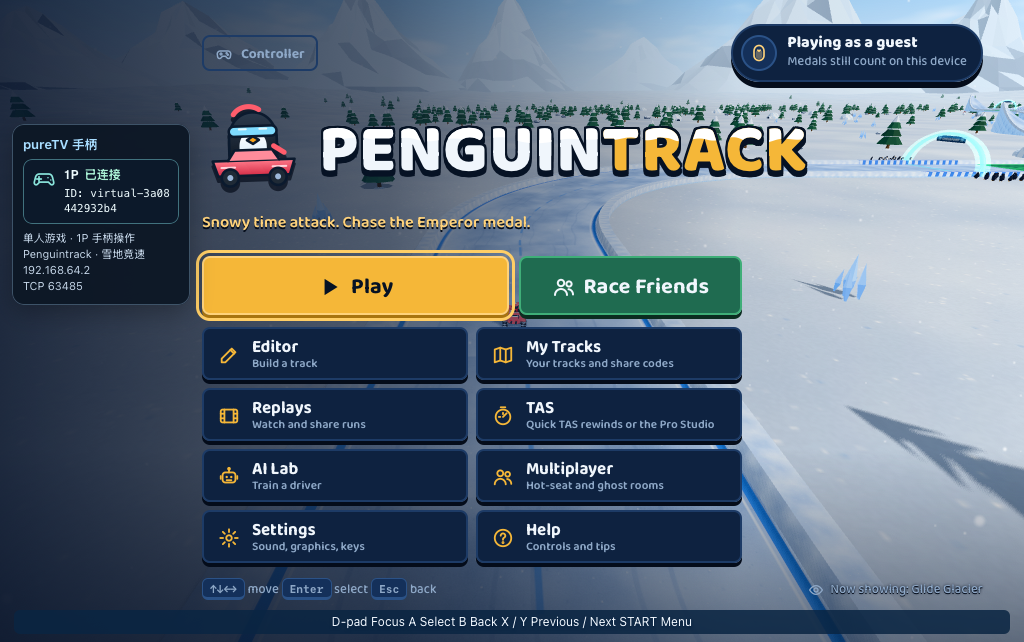 Controller
Playing as a guest
Medals still count on this device
pureTV 手柄
1P 已连接
ID: virtual-3a08
442932b4
单人游戏 · 1P 手柄操作
Penguintrack · 雪地竞速
192.168.64.2
TCP 63485
PENGUINTRACK
Snowy time attack. Chase the Emperor medal.
Play
Race Friends
Editor
Build a track
My Tracks
Your tracks and share codes
Replays
Watch and share runs
TAS
Quick TAS rewinds or the Pro Studio
AI Lab
Train a driver
Multiplayer
Hot-seat and ghost rooms
Settings
Sound, graphics, keys
Help
Controls and tips
↑↓←→ move Enter select Esc back
Now showing: Glide Glacier
D-pad Focus A Select B Back X / Y Previous / Next START Menu